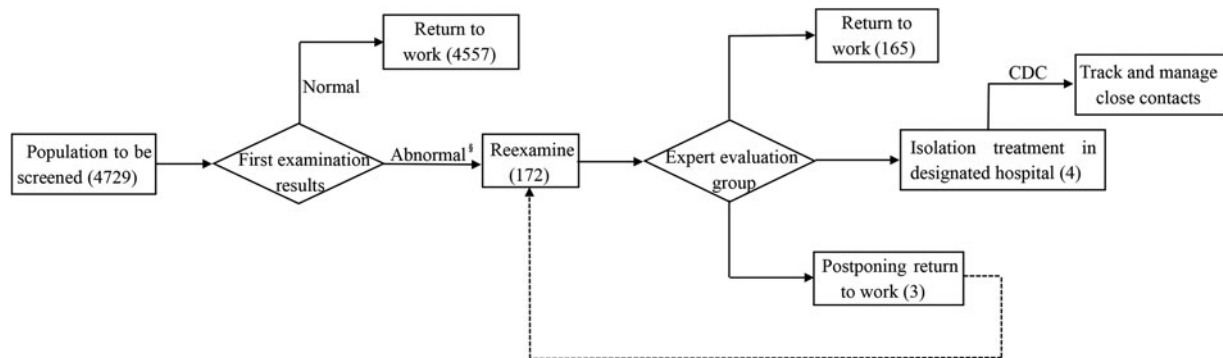 Population to be
screened (4729)
First examination
results
Normal
Return to
work (4557)
Abnormal§
Reexamine
(172)
Expert evaluation
group
Return to
work (165)
Isolation treatment in
designated hospital (4)
CDC
Track and manage
close contacts
Postponing return
to work (3)